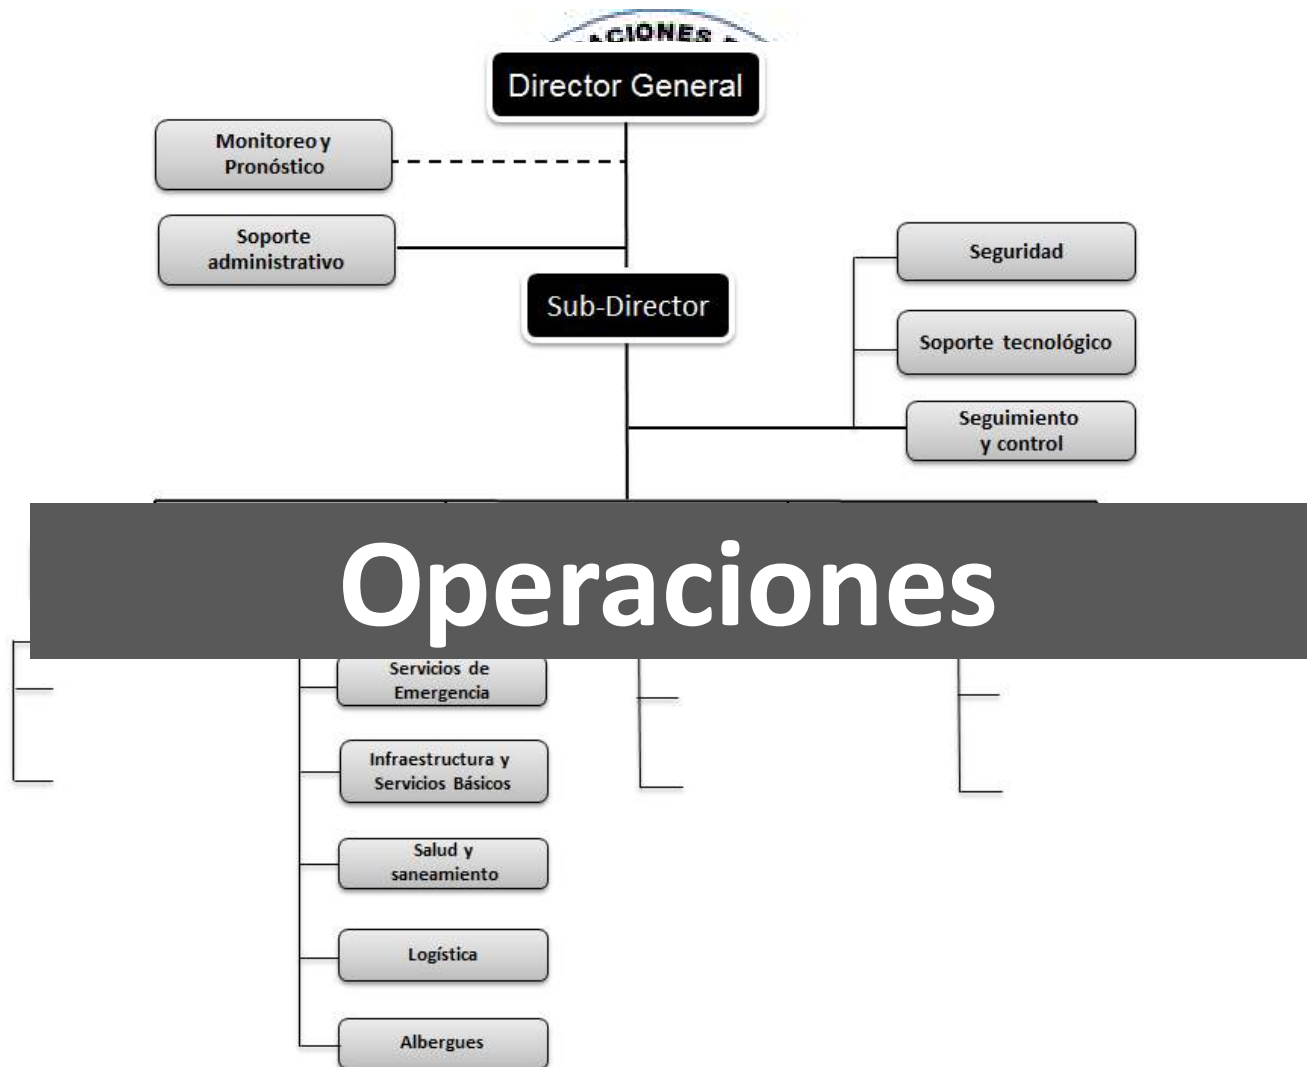 Director General
Monitoreo y
Pronóstico
Soporte
administrativo
Sub-Director
Seguridad
Soporte tecnológico
Seguimiento
y control
Operaciones
Servicios de
Emergencia
Infraestructura y
Servicios Básicos
Salud y
saneamiento
Logística
Albergues